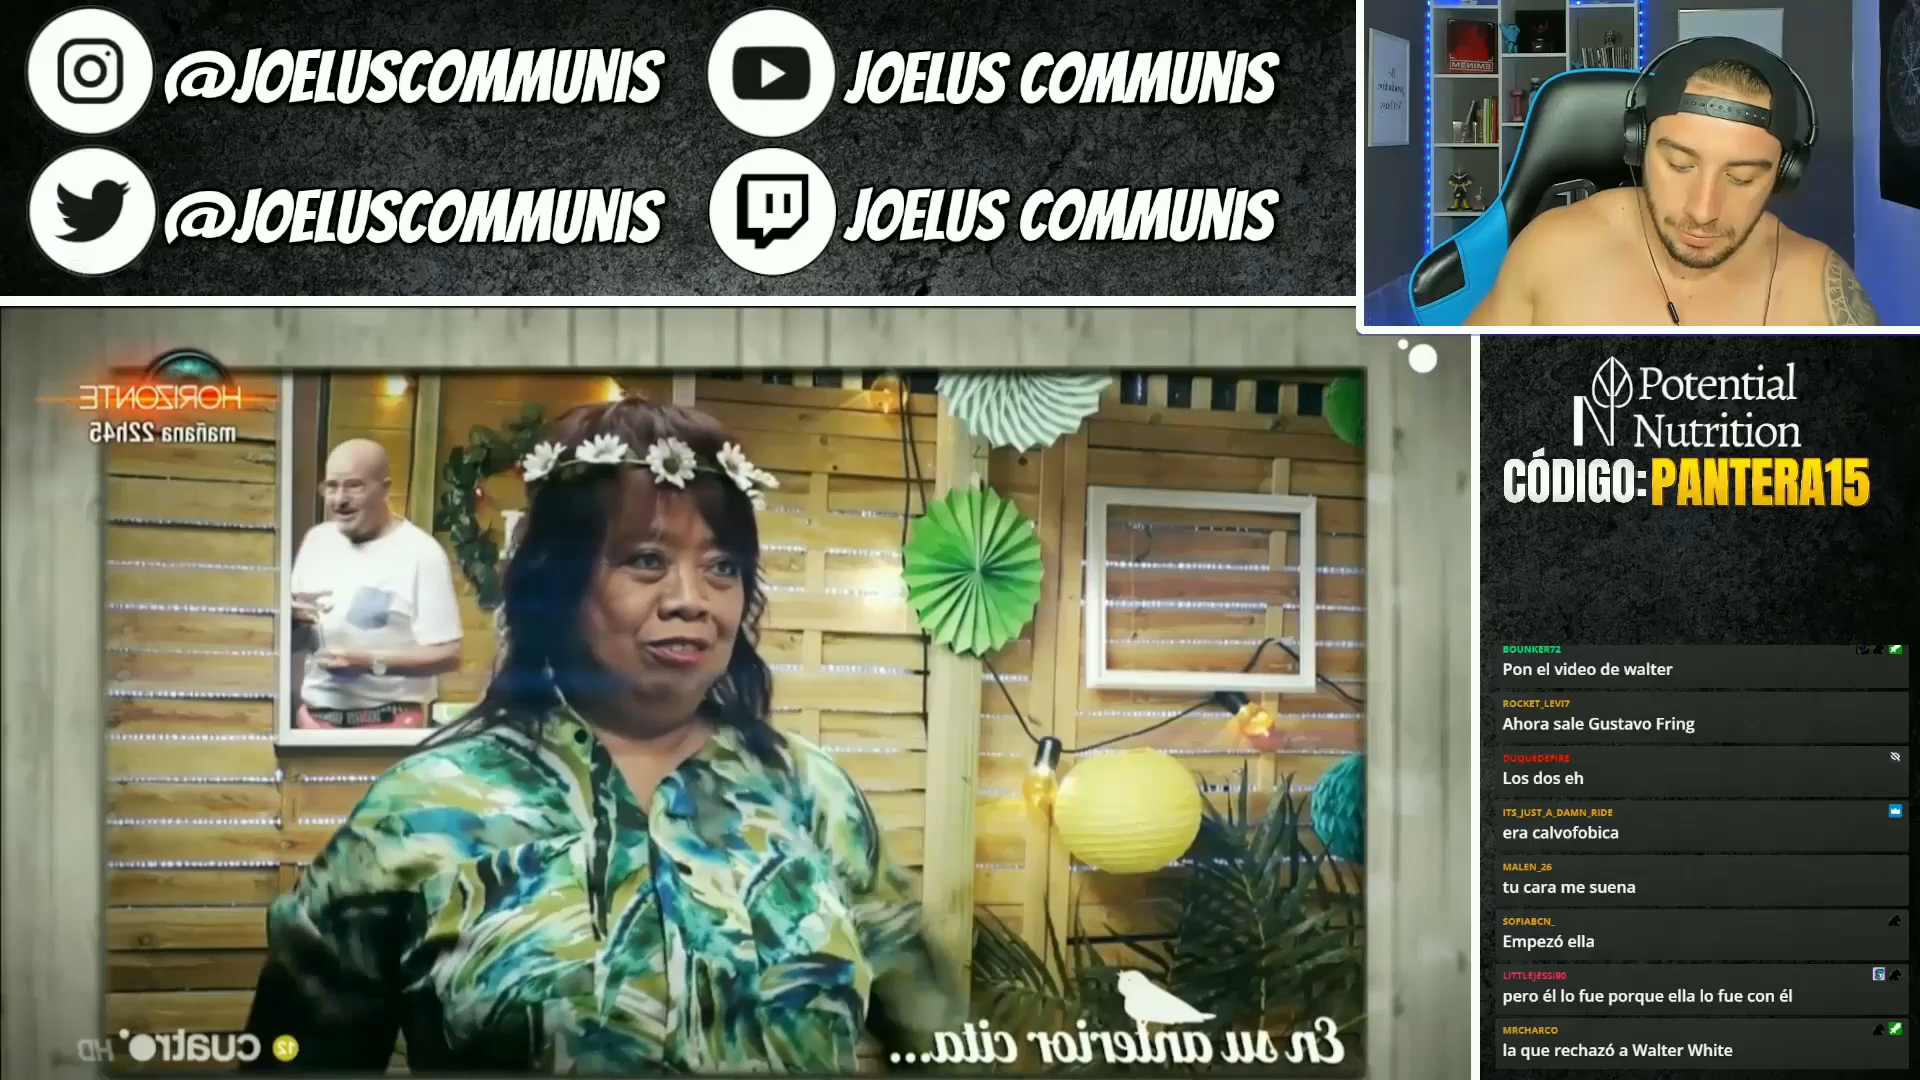 @JOELUSCOMMUNIS
JOELUS COMMUNIS
@JOELUSCOMMUNIS
JOELUS COMMUNIS
EMINEM
HORIZONTE
mañana 22h45
Potential
Nutrition
CÓDIGO: PANTERA15
BOUNKER72
Pon el video de walter
ROCKET_LEVI7
Ahora sale Gustavo Fring
DUQUEDEFIRE
Los dos eh
ITS_JUST_A_DAMN_RIDE
era calvofobica
MALEN_26
tu cara me suena
SOFIABCN_
Empezó ella
LITTLEJESSI90
pero él lo fue porque ella lo fue con él
MRCHARCO
la que rechazó a Walter White
En su anterior cita...
12 cuatro HD